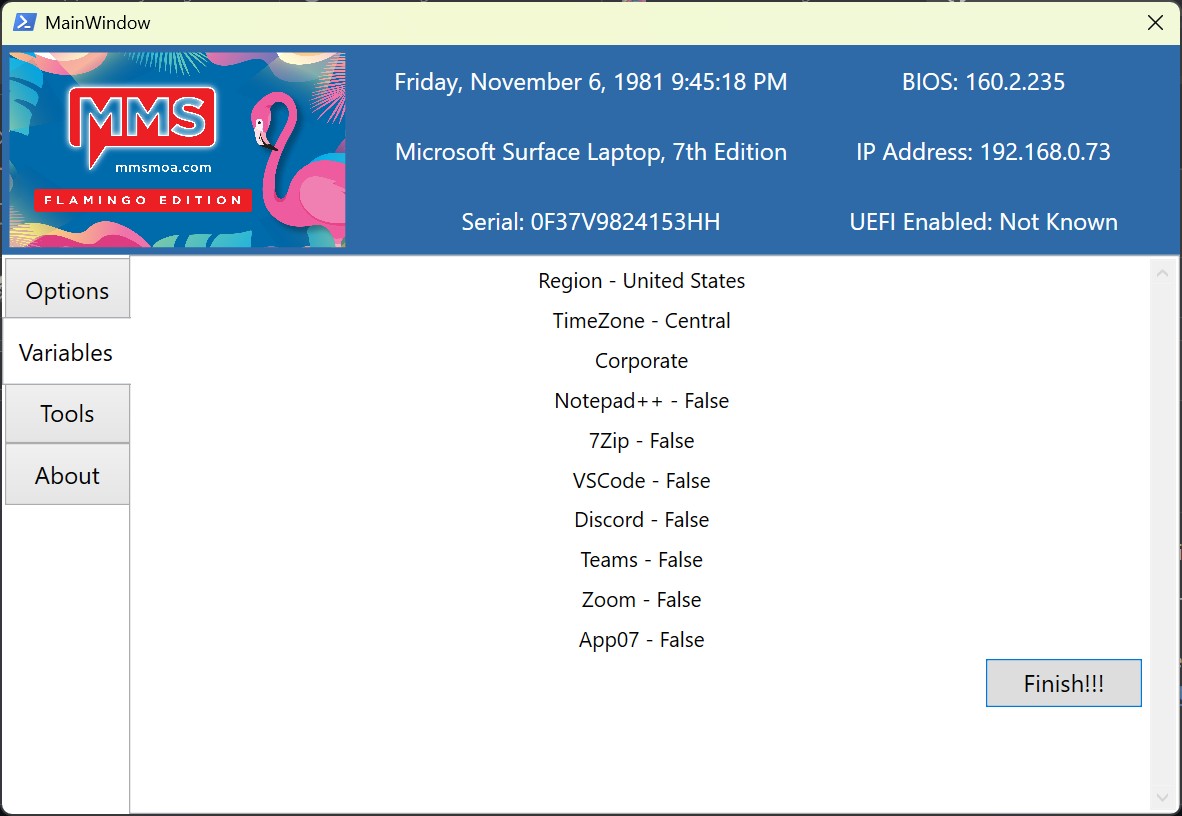 MainWindow
MMS
mmsmoa.com
FLAMINGO EDITION
Friday, November 6, 1981 9:45:18 PM
BIOS: 160.2.235
Microsoft Surface Laptop, 7th Edition
IP Address: 192.168.0.73
Serial: 0F37V9824153HH
UEFI Enabled: Not Known
Options
Variables
Tools
About
Region - United States
TimeZone - Central
Corporate
Notepad++ - False
7Zip - False
VSCode - False
Discord - False
Teams - False
Zoom - False
App07 - False
Finish!!!